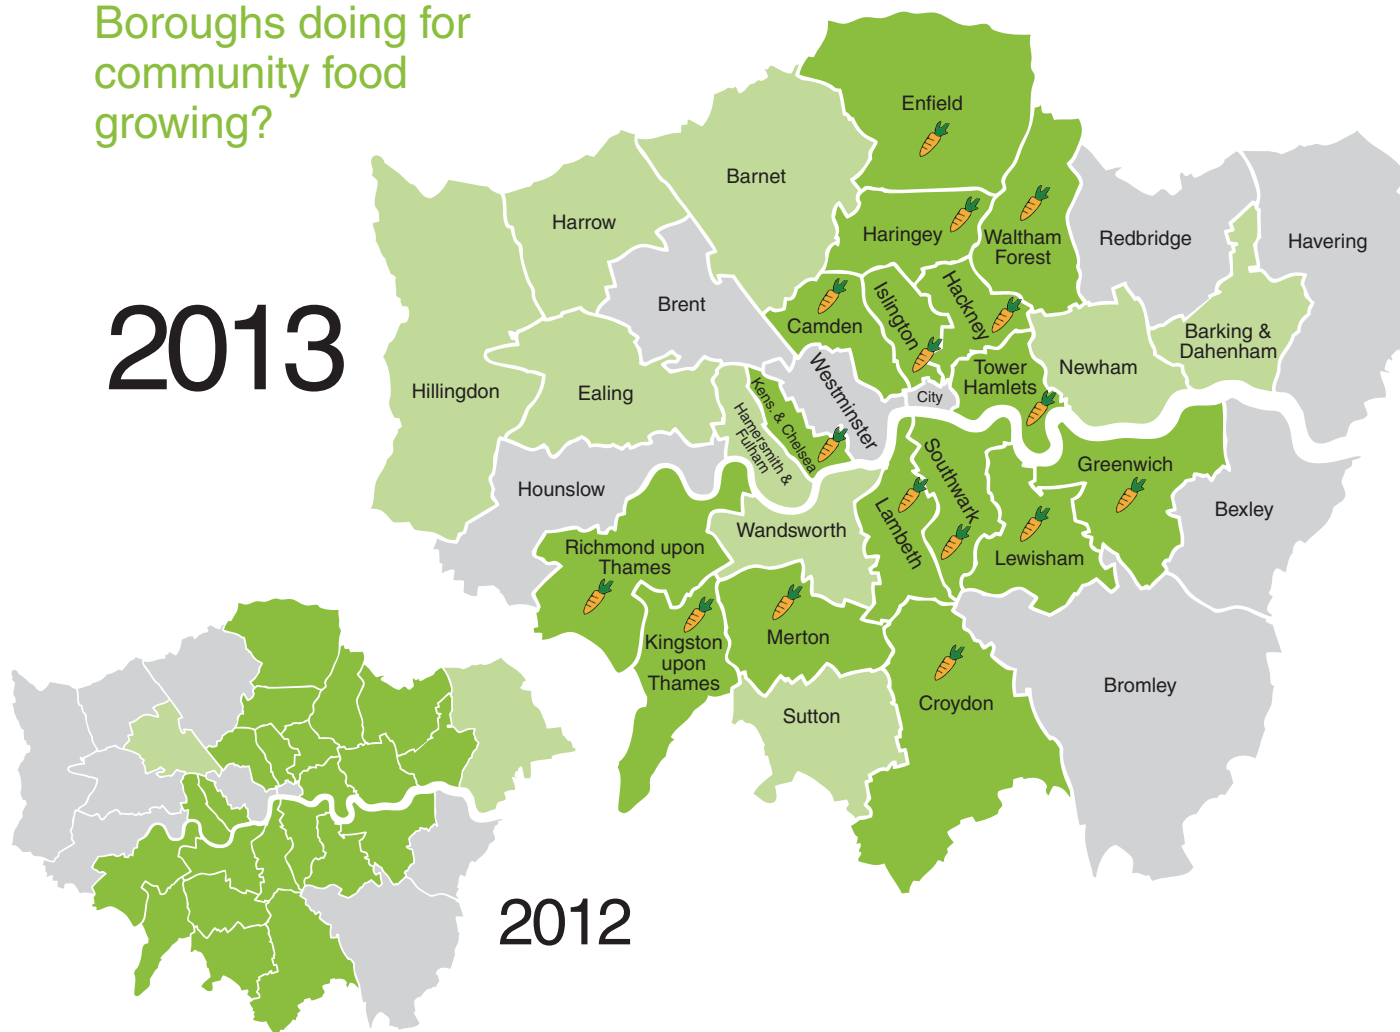 Boroughs doing for
community food
growing?
Enfield
Barnet
Harrow
Haringey
Waltham
Forest
Redbridge
Havering
2013
Brent
Camden
Islington
Hackney
Barking &
Dahenham
Hillingdon
Ealing
Westminster
City
Tower
Hamlets
Newham
Kens. & Chelsea
Hamersmith &
Fulham
Hounslow
Southwark
Greenwich
Bexley
Wandsworth
Lambeth
Lewisham
Richmond upon
Thames
Kingston
upon
Thames
Merton
Sutton
Croydon
Bromley
2012